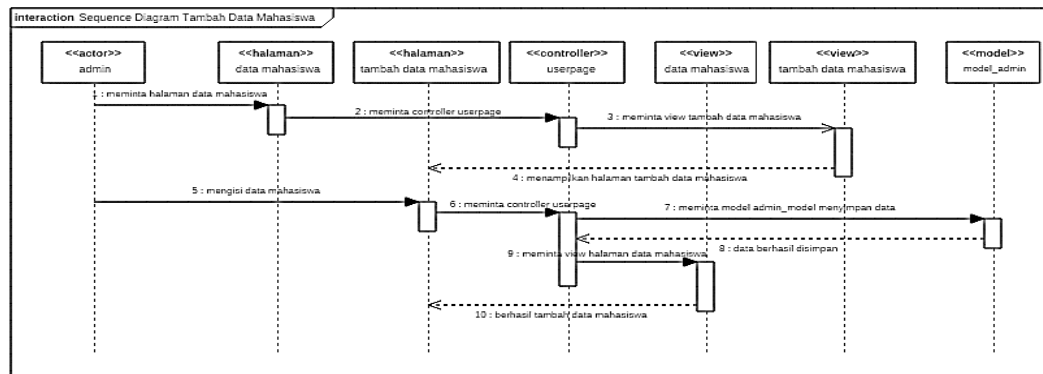 interaction Sequence Diagram Tambah Data Mahasiswa
<<actor>>
admin
<<halaman>>
data mahasiswa
<<halaman>>
tambah data mahasiswa
<<controller>>
userpage
<<view>>
data mahasiswa
<<view>>
tambah data mahasiswa
<<model>>
model_admin
1 : meminta halaman data mahasiswa
2 : meminta controller userpage
3 : meminta view tambah data mahasiswa
4 : menampilkan halaman tambah data mahasiswa
5 : mengisi data mahasiswa
6 : meminta controller userpage
7 : meminta model admin_model menyimpan data
8 : data berhasil disimpan
9 : meminta view halaman data mahasiswa
10 : berhasil tambah data mahasiswa